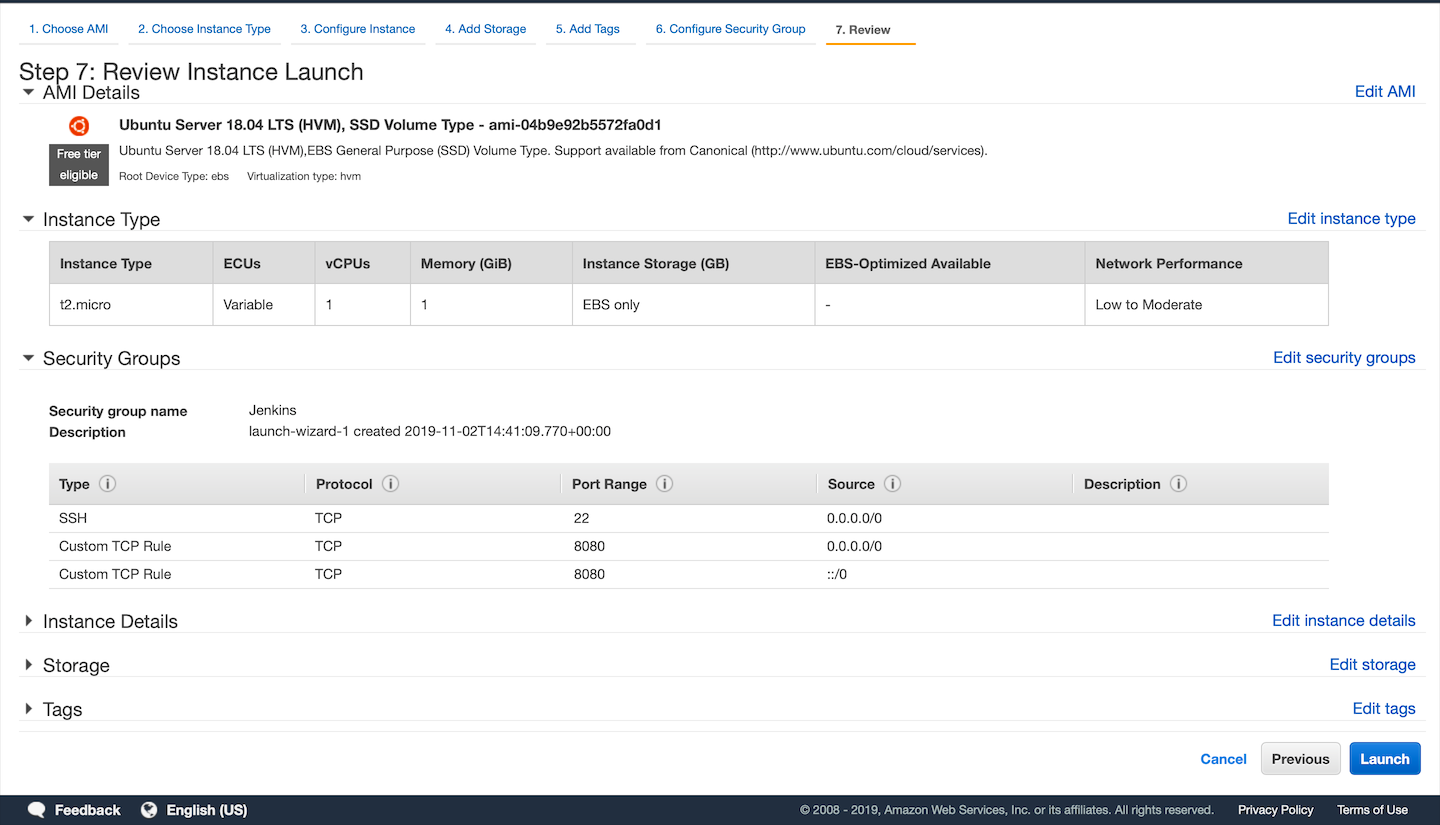 1. Choose AMI 2. Choose Instance Type 3. Configure Instance 4. Add Storage 5. Add Tags 6. Configure Security Group 7. Review
Step 7: Review Instance Launch
AMI Details Edit AMI
Ubuntu Server 18.04 LTS (HVM), SSD Volume Type - ami-04b9e92b5572fa0d1
Free tier
eligible
Ubuntu Server 18.04 LTS (HVM),EBS General Purpose (SSD) Volume Type. Support available from Canonical (http://www.ubuntu.com/cloud/services).
Root Device Type: ebs Virtualization type: hvm
Instance Type Edit instance type
Instance Type ECUs vCPUs Memory (GiB) Instance Storage (GB) EBS-Optimized Available Network Performance
t2.micro Variable 1 1 EBS only - Low to Moderate
Security Groups Edit security groups
Security group name Jenkins
Description launch-wizard-1 created 2019-11-02T14:41:09.770+00:00
Type i Protocol i Port Range i Source i Description i
SSH TCP 22 0.0.0.0/0
Custom TCP Rule TCP 8080 0.0.0.0/0
Custom TCP Rule TCP 8080 ::/0
Instance Details Edit instance details
Storage Edit storage
Tags Edit tags
Cancel Previous Launch
Feedback English (US) © 2008 - 2019, Amazon Web Services, Inc. or its affiliates. All rights reserved. Privacy Policy Terms of Use